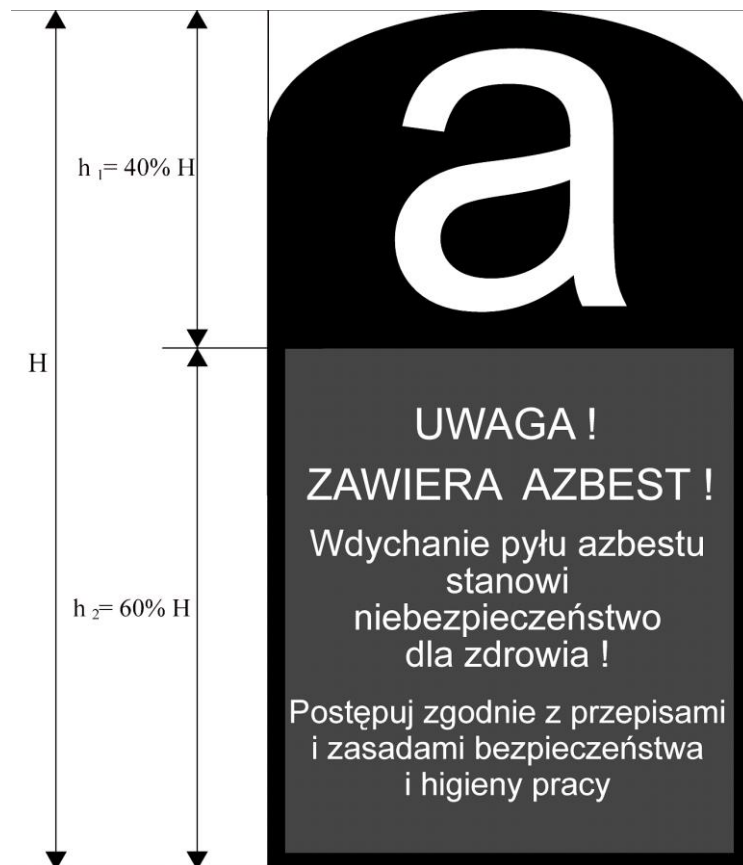 a
h 1= 40% H
H
UWAGA !
ZAWIERA AZBEST !
Wdychanie pyłu azbestu
stanowi
niebezpieczeństwo
dla zdrowia !
h 2= 60% H
Postępuj zgodnie z przepisami
i zasadami bezpieczeństwa
i higieny pracy